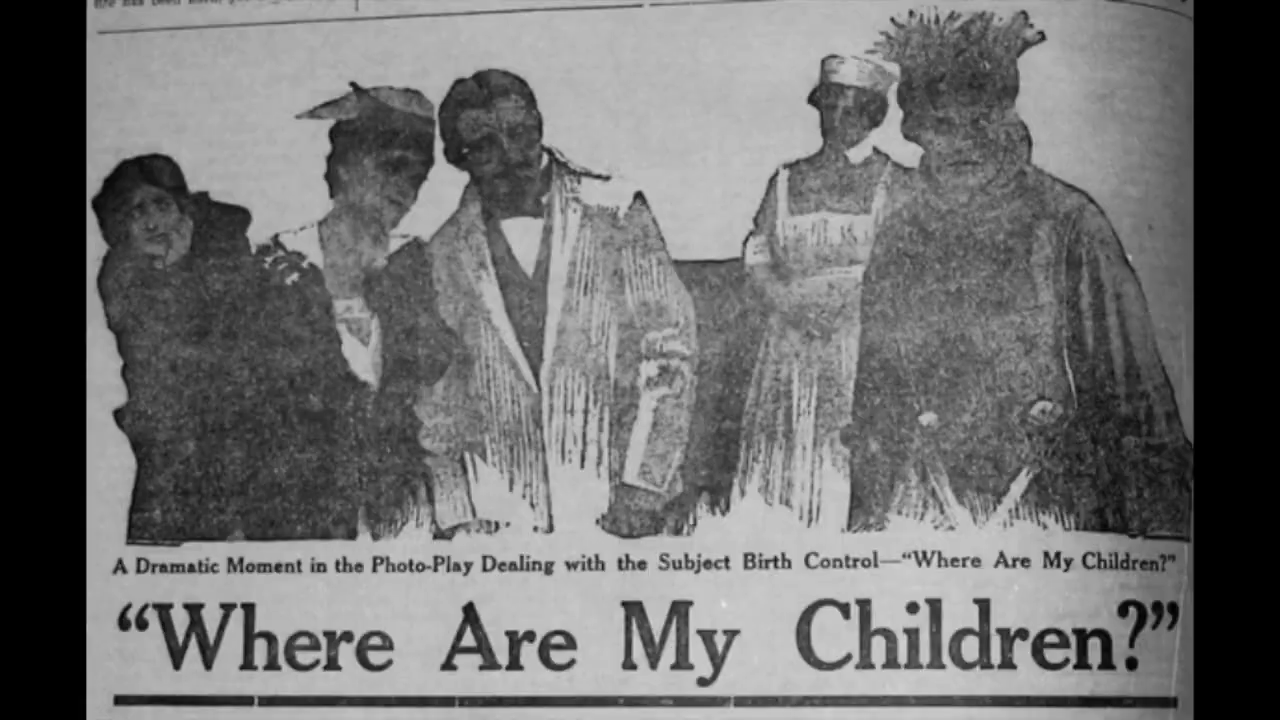 A Dramatic Moment in the Photo-Play Dealing with the Subject Birth Control—“Where Are My Children?”
“Where Are My Children?”